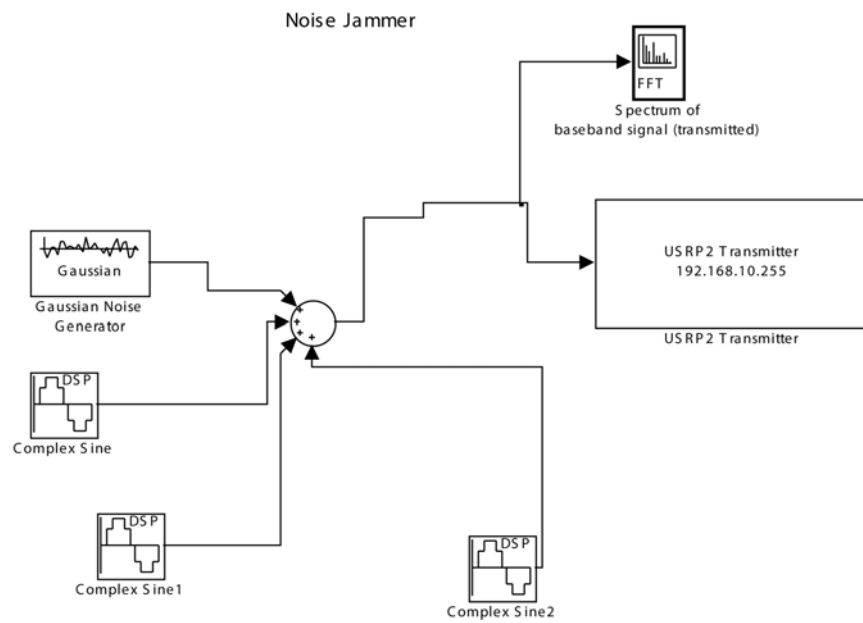 Noise Jammer
FFT
Spectrum of
baseband signal (transmitted)
Gaussian
Gaussian Noise
Generator
+
+
+
+
USRP2 Transmitter
192.168.10.255
USRP2 Transmitter
DSP
Complex Sine
DSP
Complex Sine1
DSP
Complex Sine2